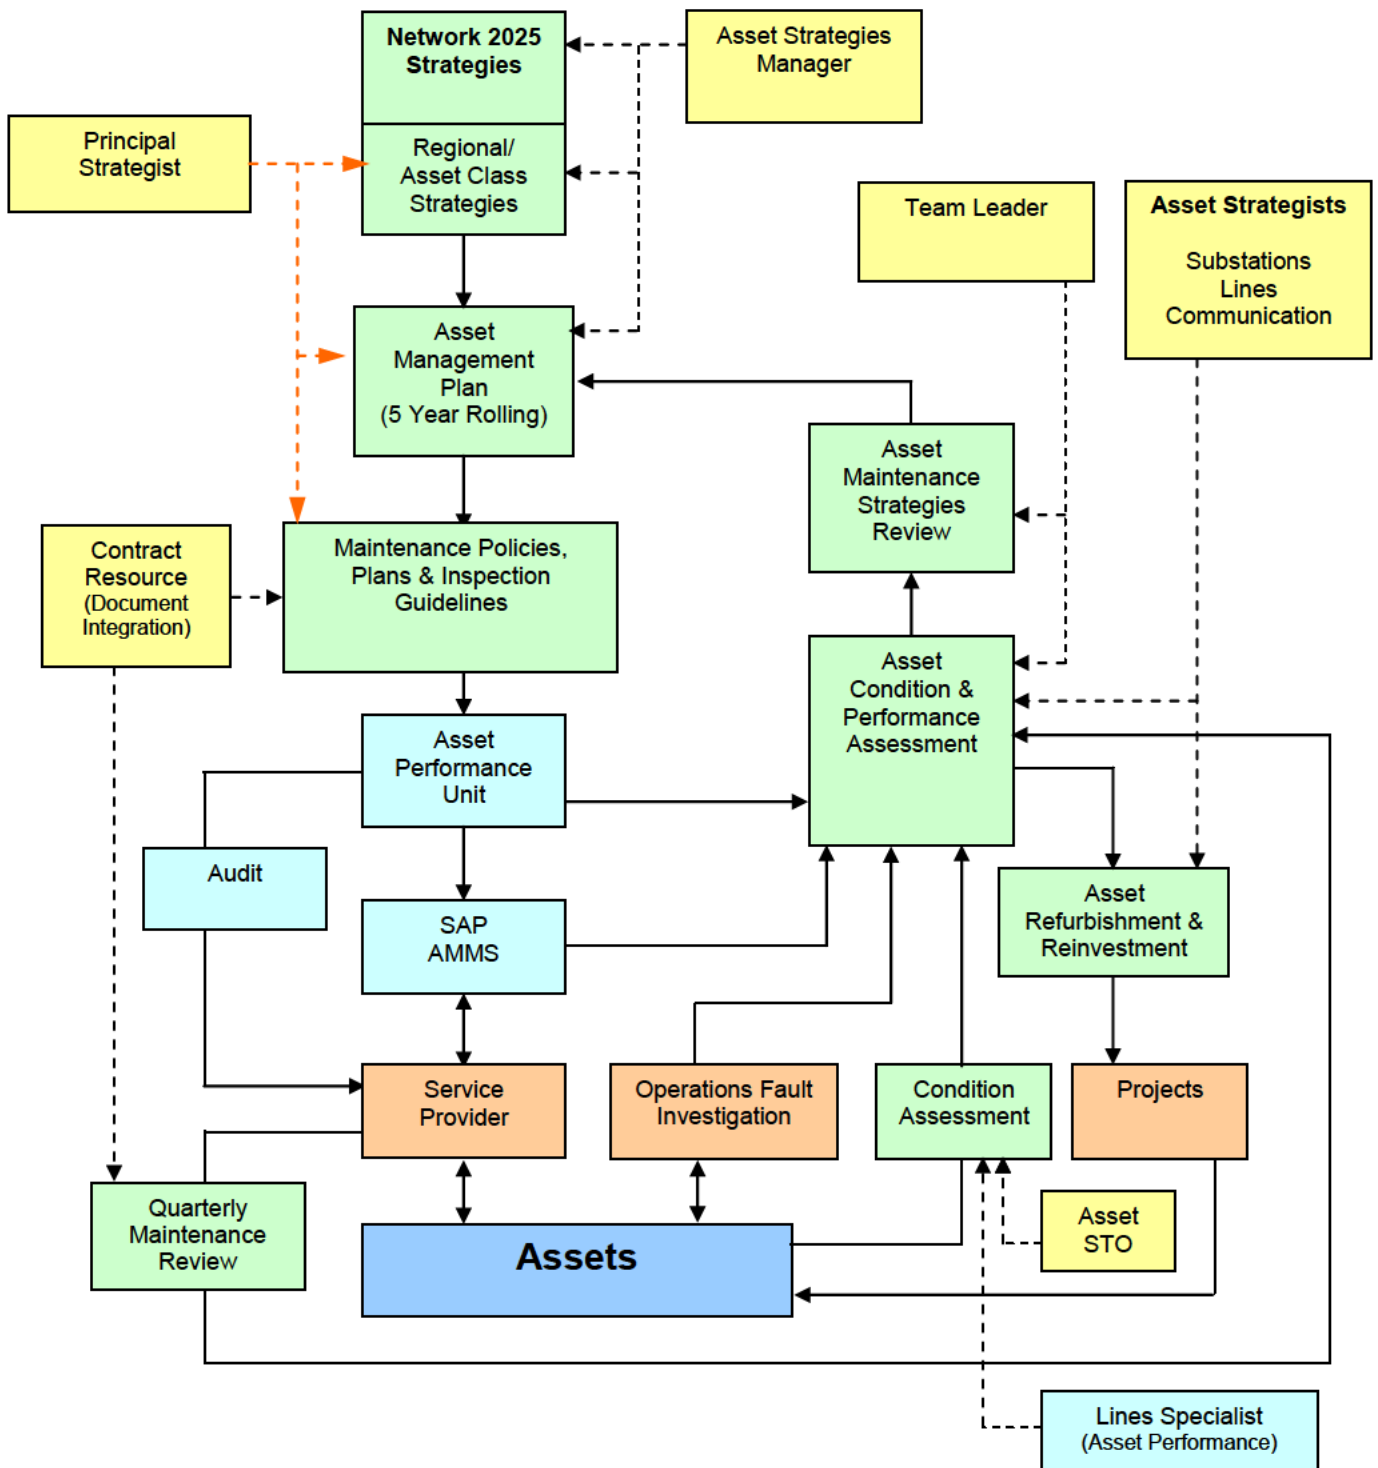 Network 2025
Strategies
Asset Strategies
Manager
Principal
Strategist
Regional/
Asset Class
Strategies
Team Leader
Asset Strategists
Substations
Lines
Communication
Asset
Management
Plan
(5 Year Rolling)
Asset
Maintenance
Strategies
Review
Contract
Resource
(Document
Integration)
Maintenance Policies,
Plans & Inspection
Guidelines
Asset
Condition &
Performance
Assessment
Asset
Performance
Unit
Audit
SAP
AMMS
Asset
Refurbishment &
Reinvestment
Service
Provider
Operations Fault
Investigation
Condition
Assessment
Projects
Quarterly
Maintenance
Review
Assets
Asset
STO
Lines Specialist
(Asset Performance)